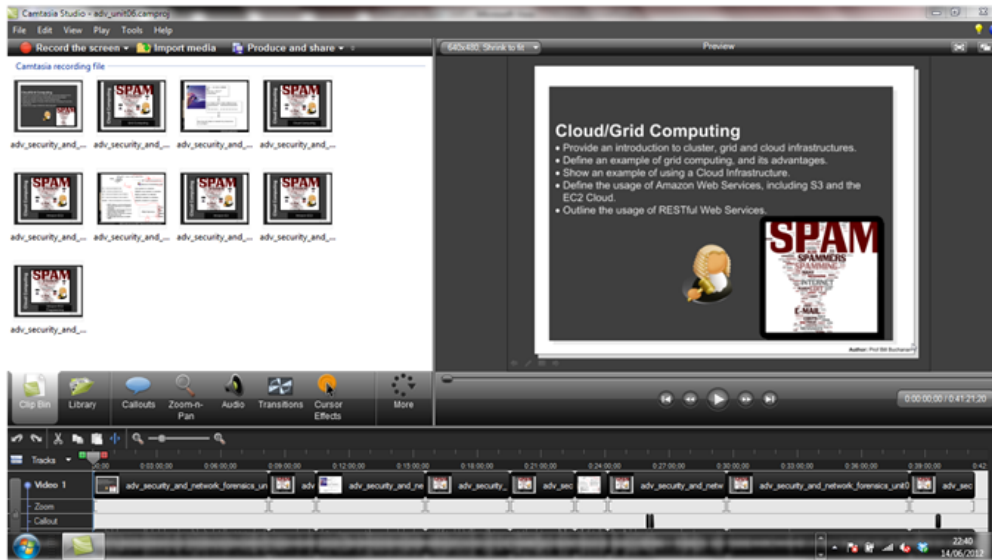 Camtasia Studio - adv_unit06.camproj
File Edit View Play Tools Help
Record the screen Import media Produce and share
640x480, Shrink to fit
Preview
Camtasia recording file
adv_security_and_... adv_security_and_... adv_security_and_... adv_security_and_...
adv_security_and_... adv_security_and_... adv_security_and_... adv_security_and_...
adv_security_and_...
Cloud/Grid Computing
• Provide an introduction to cluster, grid and cloud infrastructures.
• Define an example of grid computing, and its advantages.
• Show an example of using a Cloud Infrastructure.
• Define the usage of Amazon Web Services, including S3 and the
EC2 Cloud.
• Outline the usage of RESTful Web Services.
SPAM
SPAMMERS
SPAMMING
INTERNET
E-MAIL
Author: Prof Bill Buchanan
Clip Bin Library Callouts Zoom-n-Pan Audio Transitions Cursor Effects More
0:00:00;00 / 0:41:21;20
Tracks
0:03:00;00 0:06:00;00 0:09:00;00 0:12:00;00 0:15:00;00 0:18:00;00 0:21:00;00 0:24:00;00 0:27:00;00 0:30:00;00 0:33:00;00 0:36:00;00 0:39:00;00 0:42
Video 1
adv_security_and_network_forensics_un adv adv_security_and_ne adv_security_ adv_sec adv_security_and_netw adv_security_and_network_forensics_unit0 adv_sec
Zoom
Callout
22:40
14/06/2012